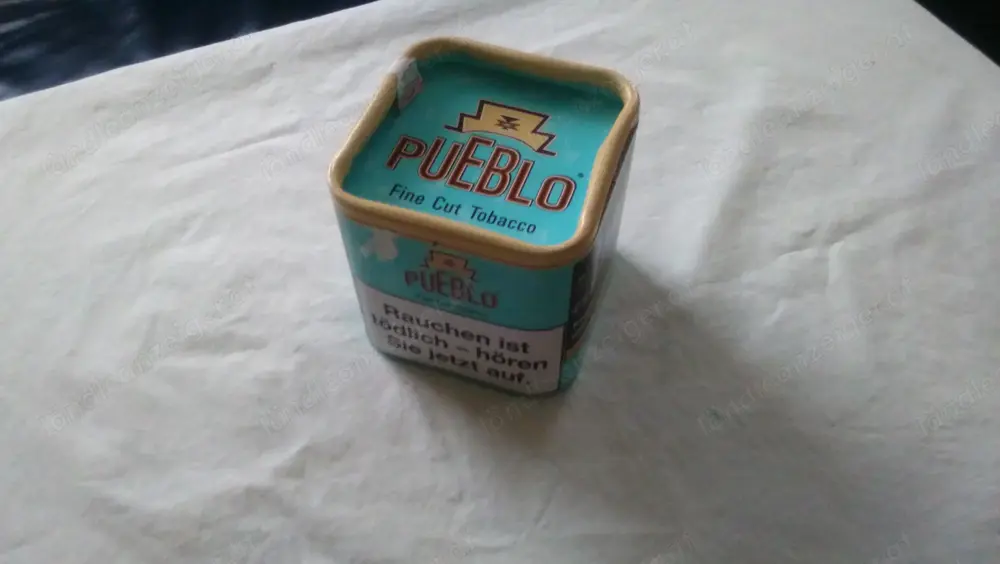 PUEBLO
Fine Cut Tobacco
PUEBLO
Rauchen ist
tödlich – hören
Sie jetzt auf.